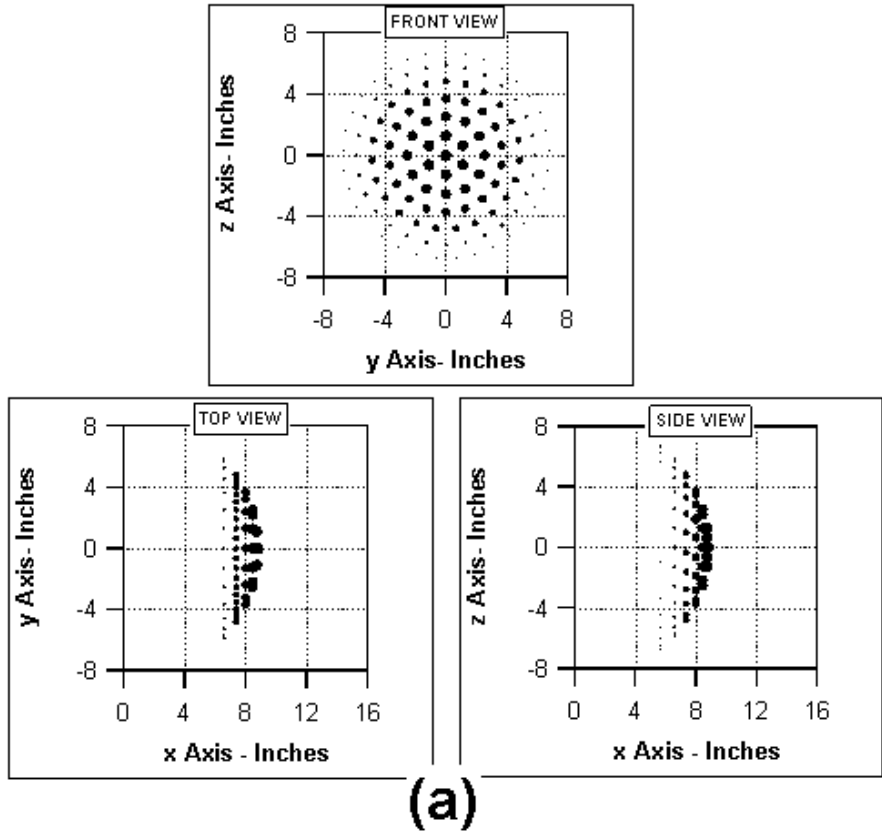 FRONT VIEW
8
4
0
-4
-8
z Axis- Inches
-8 -4 0 4 8
y Axis- Inches
TOP VIEW
8
4
0
-4
-8
y Axis- Inches
0 4 8 12 16
x Axis - Inches
SIDE VIEW
8
4
0
-4
-8
z Axis- Inches
0 4 8 12 16
x Axis - Inches
(a)